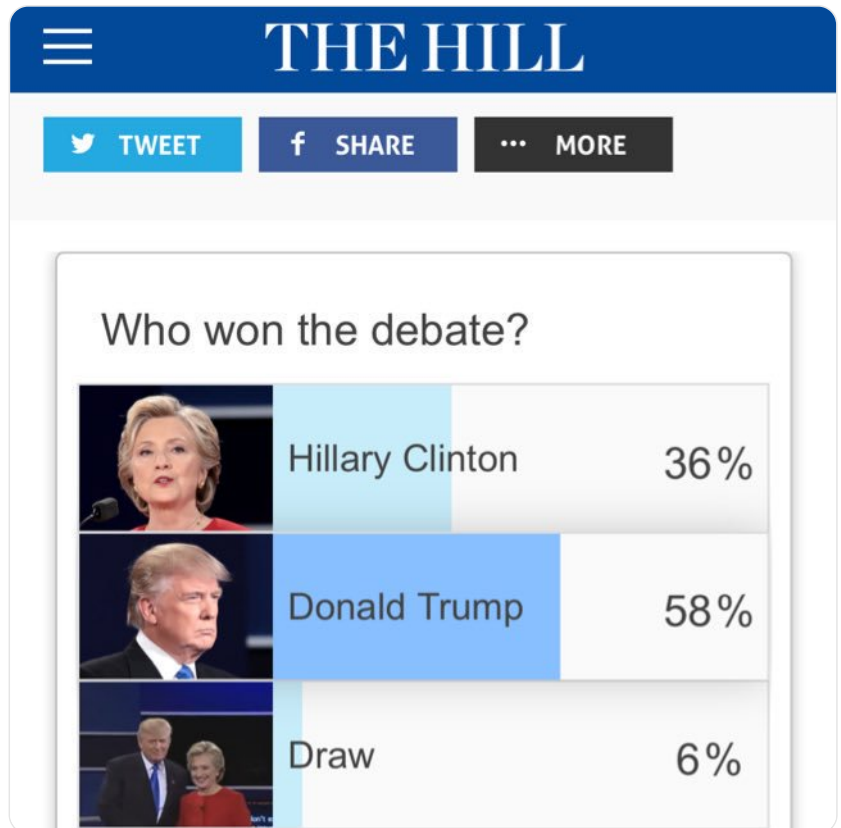 THE HILL
TWEET
f SHARE
••• MORE
Who won the debate?
Hillary Clinton 36%
Donald Trump 58%
Draw 6%